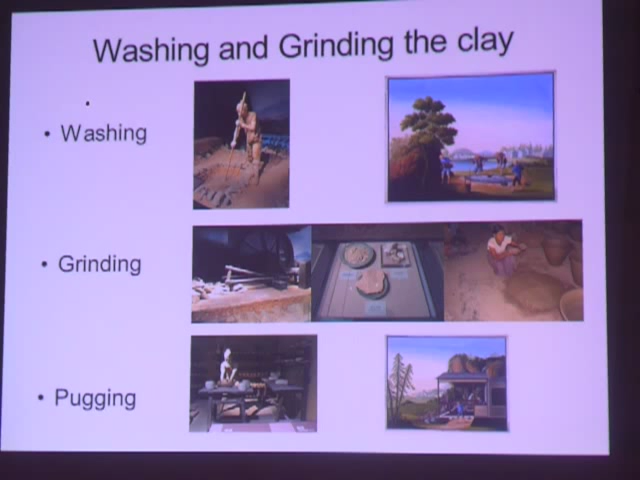 Washing and Grinding the clay
• Washing
• Grinding
• Pugging